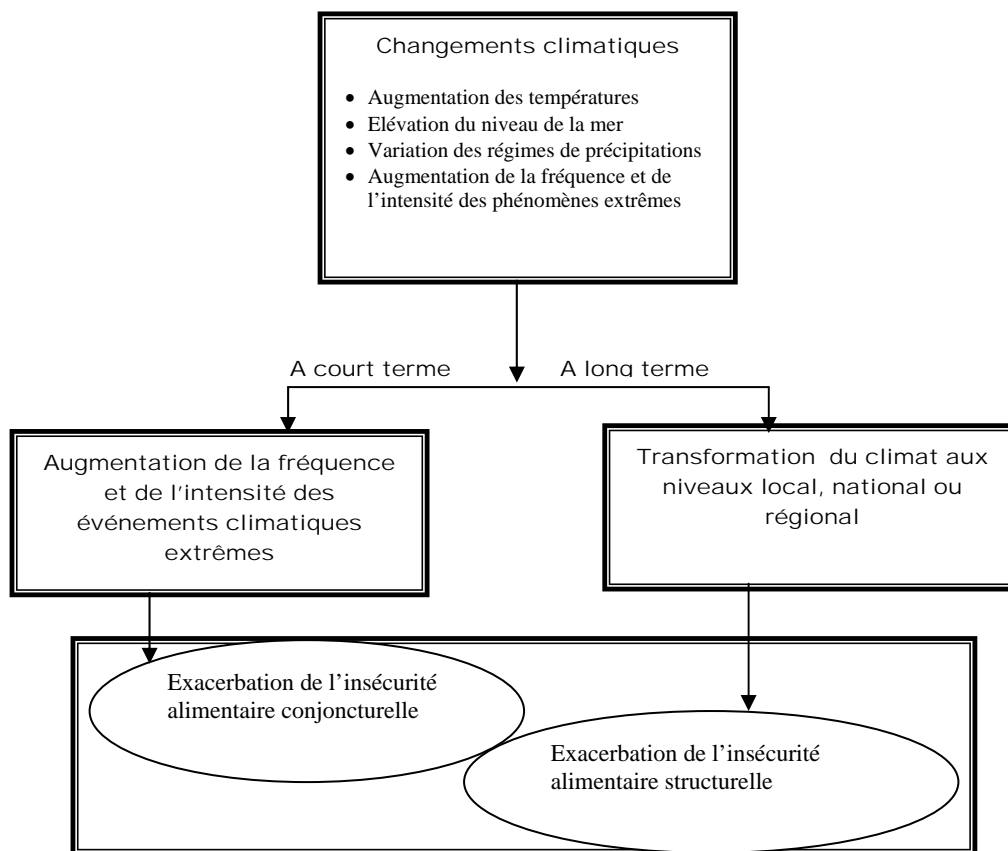 Changements climatiques
• Augmentation des températures
• Elévation du niveau de la mer
• Variation des régimes de précipitations
• Augmentation de la fréquence et de
l’intensité des phénomènes extrêmes
A court terme
A long terme
Augmentation de la fréquence
et de l’intensité des
événements climatiques
extrêmes
Transformation du climat aux
niveaux local, national ou
régional
Exacerbation de l’insécurité
alimentaire conjoncturelle
Exacerbation de l’insécurité
alimentaire structurelle